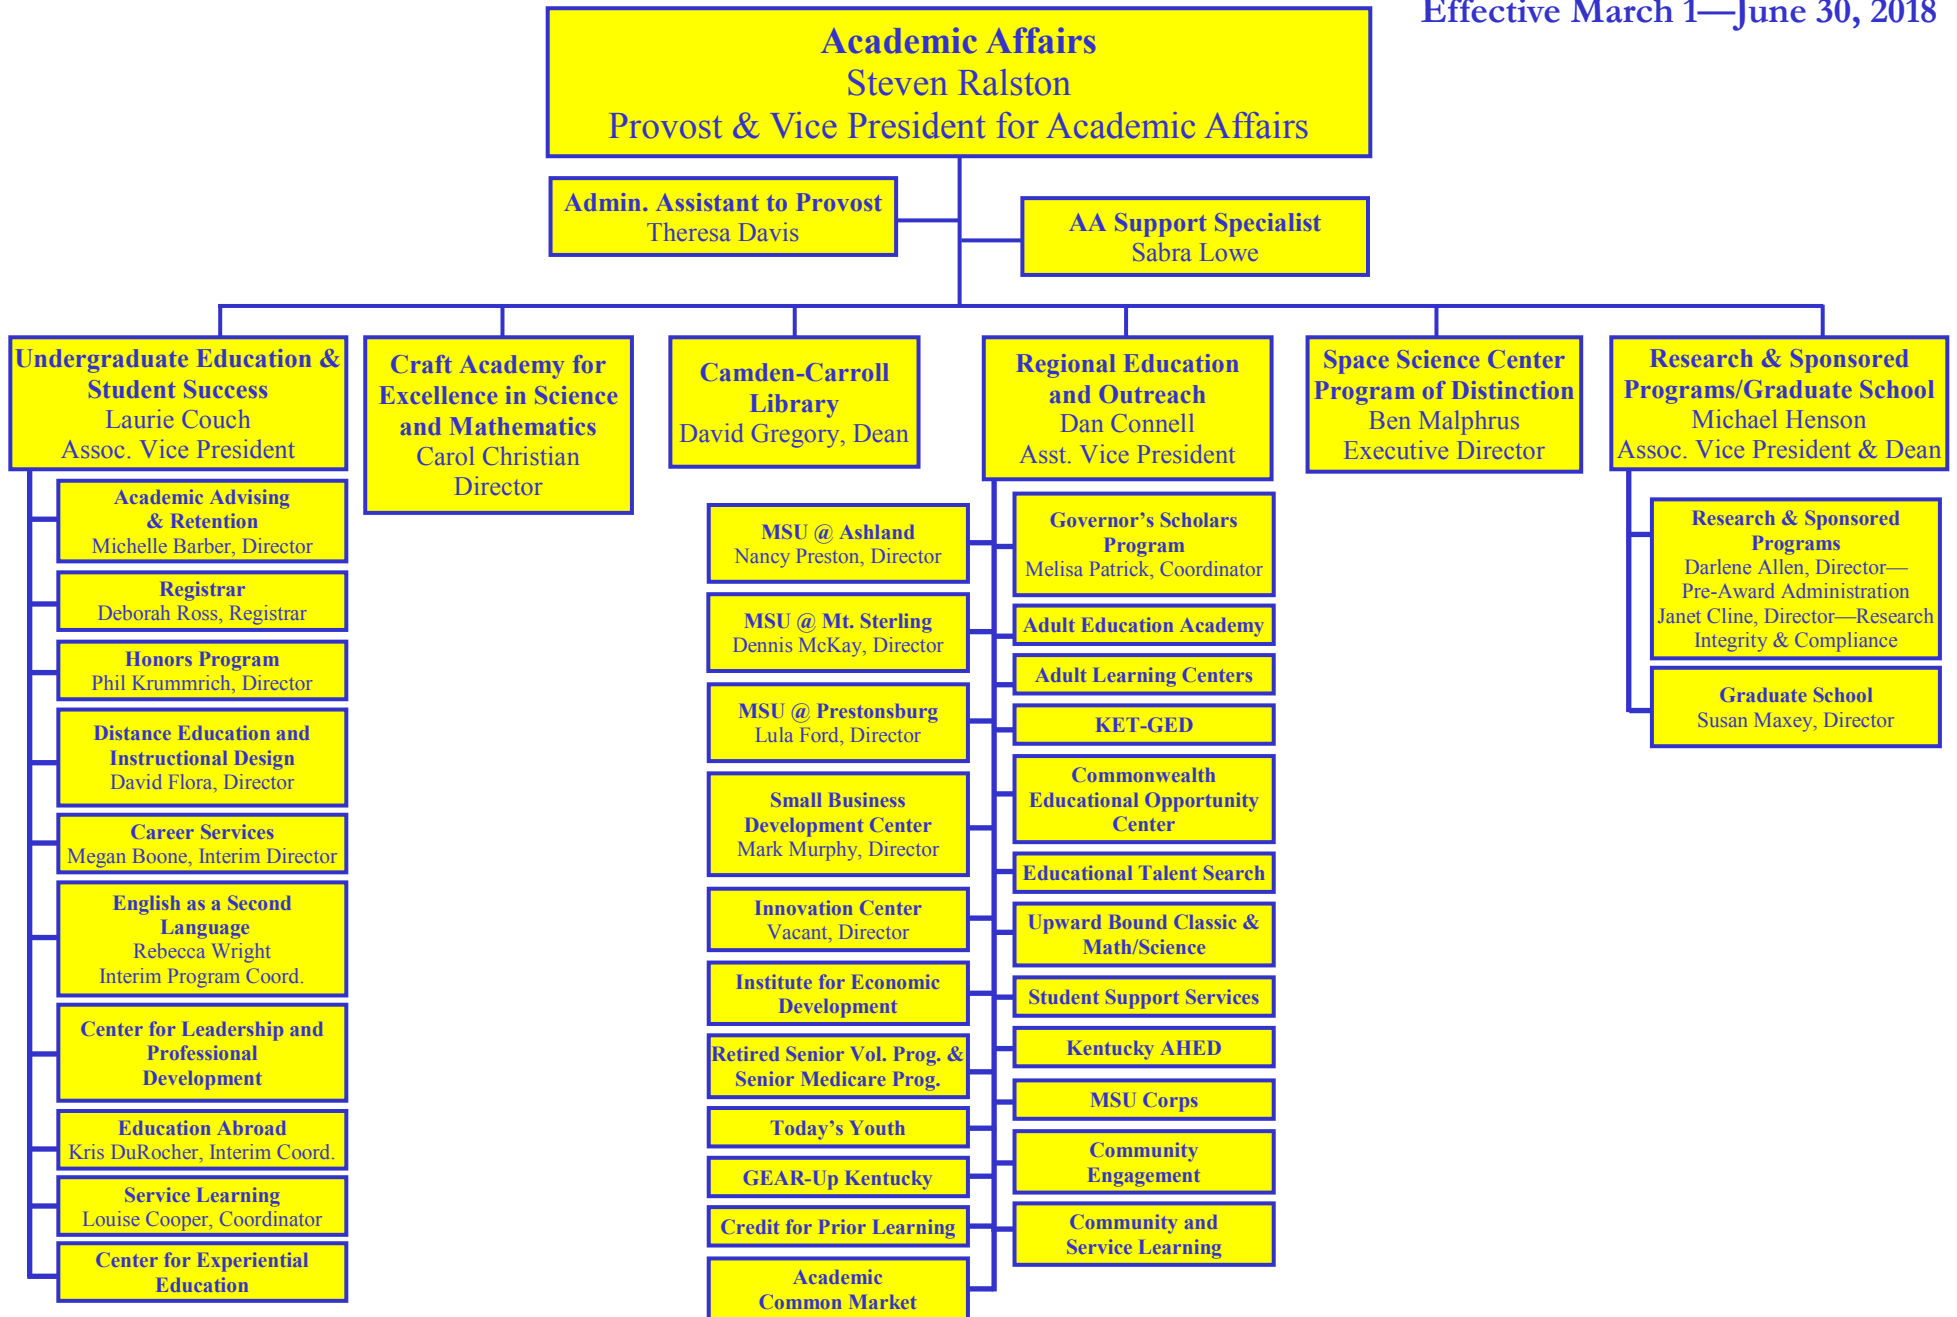 Effective March 1—June 30, 2018
Academic Affairs
Steven Ralston
Provost & Vice President for Academic Affairs
Admin. Assistant to Provost
Theresa Davis
AA Support Specialist
Sabra Lowe
Undergraduate Education &
Student Success
Laurie Couch
Assoc. Vice President
Academic Advising
& Retention
Michelle Barber, Director
Registrar
Deborah Ross, Registrar
Honors Program
Phil Krummrich, Director
Distance Education and
Instructional Design
David Flora, Director
Career Services
Megan Boone, Interim Director
English as a Second
Language
Rebecca Wright
Interim Program Coord.
Center for Leadership and
Professional
Development
Education Abroad
Kris DuRocher, Interim Coord.
Service Learning
Louise Cooper, Coordinator
Center for Experiential
Education
Craft Academy for
Excellence in Science
and Mathematics
Carol Christian
Director
Camden-Carroll
Library
David Gregory, Dean
Regional Education
and Outreach
Dan Connell
Asst. Vice President
MSU @ Ashland
Nancy Preston, Director
MSU @ Mt. Sterling
Dennis McKay, Director
MSU @ Prestonsburg
Lula Ford, Director
Small Business
Development Center
Mark Murphy, Director
Innovation Center
Vacant, Director
Institute for Economic
Development
Retired Senior Vol. Prog. &
Senior Medicare Prog.
Today's Youth
GEAR-Up Kentucky
Credit for Prior Learning
Academic
Common Market
Governor's Scholars
Program
Melisa Patrick, Coordinator
Adult Education Academy
Adult Learning Centers
KET-GED
Commonwealth
Educational Opportunity
Center
Educational Talent Search
Upward Bound Classic &
Math/Science
Student Support Services
Kentucky AHED
MSU Corps
Community
Engagement
Community and
Service Learning
Space Science Center
Program of Distinction
Ben Malphrus
Executive Director
Research & Sponsored
Programs/Graduate School
Michael Henson
Assoc. Vice President & Dean
Research & Sponsored
Programs
Darlene Allen, Director—
Pre-Award Administration
Janet Cline, Director—Research
Integrity & Compliance
Graduate School
Susan Maxey, Director